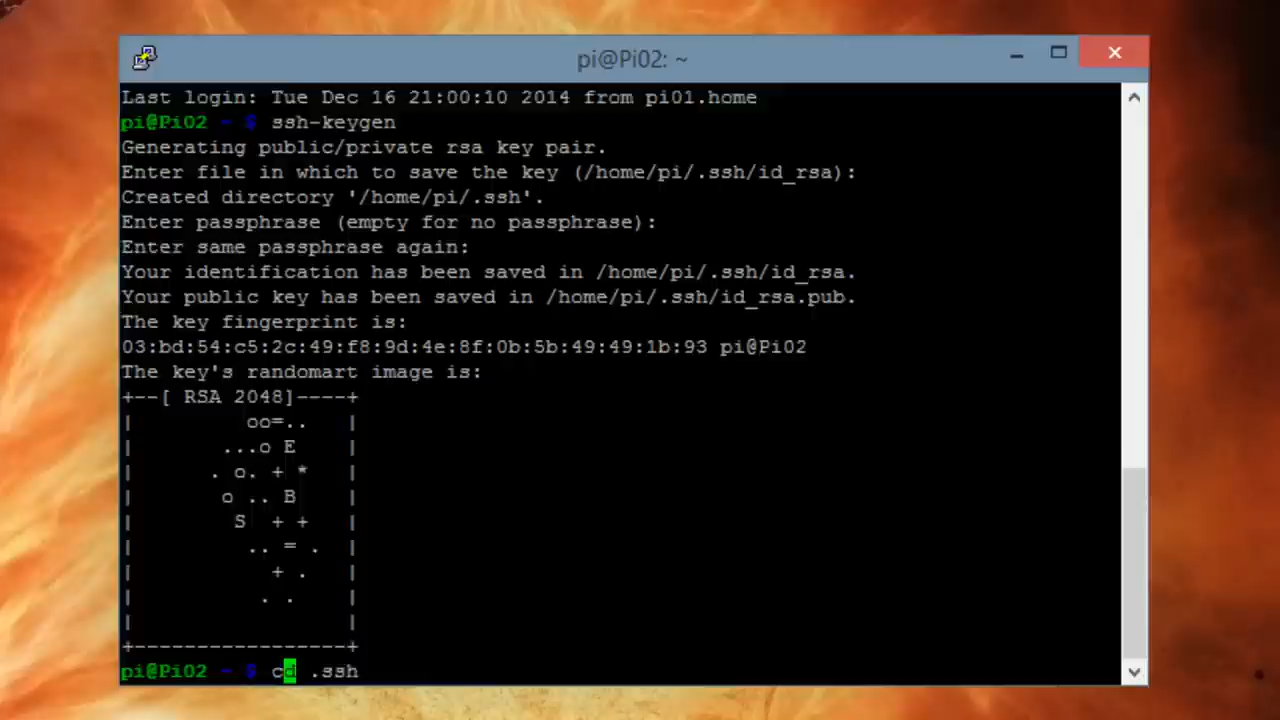 pi@Pi02: ~
Last login: Tue Dec 16 21:00:10 2014 from pi01.home
pi@Pi02 ~ $ ssh-keygen
Generating public/private rsa key pair.
Enter file in which to save the key (/home/pi/.ssh/id_rsa):
Created directory '/home/pi/.ssh'.
Enter passphrase (empty for no passphrase):
Enter same passphrase again:
Your identification has been saved in /home/pi/.ssh/id_rsa.
Your public key has been saved in /home/pi/.ssh/id_rsa.pub.
The key fingerprint is:
03:bd:54:c5:2c:49:f8:9d:4e:8f:0b:5b:49:49:1b:93 pi@Pi02
The key's randomart image is:
+--[ RSA 2048]----+
|         oo=..   |
|       ...o E    |
|      . o. + *   |
|       o .. B    |
|        S  + +   |
|         .. = .  |
|           + .   |
|          . .    |
|                 |
+-----------------+
pi@Pi02 ~ $ cd .ssh